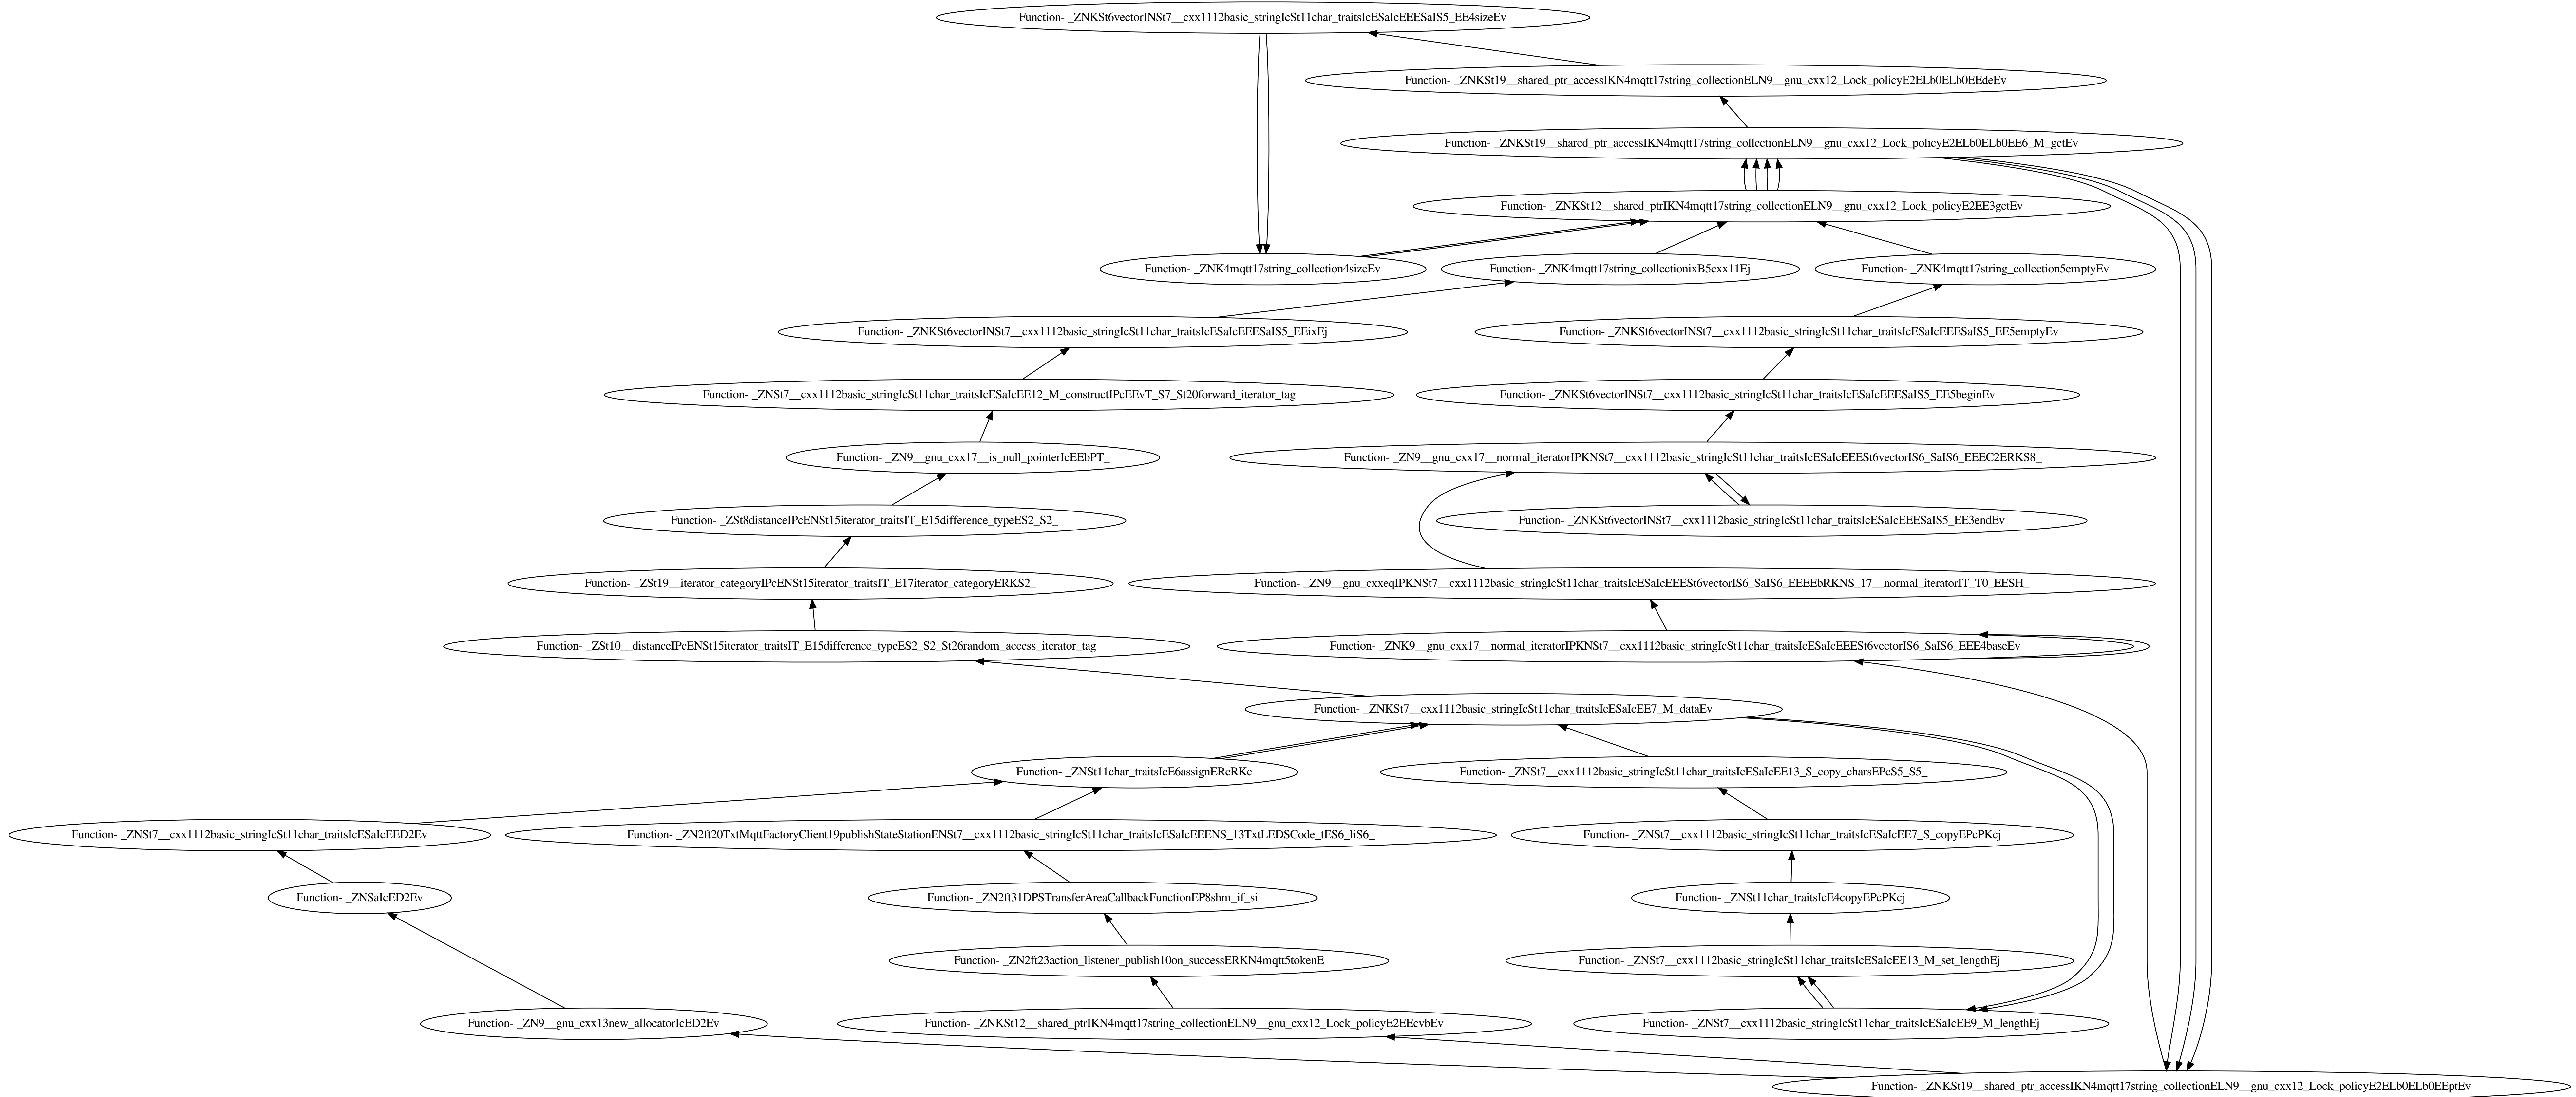 Function- _ZNKSt6vectorINSt7__cxx1112basic_stringIcSt11char_traitsIcESaIcEEESaIS5_EE4sizeEv
Function- _ZNKSt19__shared_ptr_accessIKN4mqtt17string_collectionELN9__gnu_cxx12_Lock_policyE2ELb0ELb0EEdeEv
Function- _ZNKSt19__shared_ptr_accessIKN4mqtt17string_collectionELN9__gnu_cxx12_Lock_policyE2ELb0ELb0EE6_M_getEv
Function- _ZNKSt12__shared_ptrIKN4mqtt17string_collectionELN9__gnu_cxx12_Lock_policyE2EE3getEv
Function- _ZNK4mqtt17string_collection4sizeEv
Function- _ZNK4mqtt17string_collectionixB5cxx11Ej
Function- _ZNK4mqtt17string_collection5emptyEv
Function- _ZNKSt6vectorINSt7__cxx1112basic_stringIcSt11char_traitsIcESaIcEEESaIS5_EEixEj
Function- _ZNKSt6vectorINSt7__cxx1112basic_stringIcSt11char_traitsIcESaIcEEESaIS5_EE5emptyEv
Function- _ZNSt7__cxx1112basic_stringIcSt11char_traitsIcESaIcEE12_M_constructIPcEEvT_S7_St20forward_iterator_tag
Function- _ZNKSt6vectorINSt7__cxx1112basic_stringIcSt11char_traitsIcESaIcEEESaIS5_EE5beginEv
Function- _ZN9__gnu_cxx17__is_null_pointerIcEEbPT_
Function- _ZN9__gnu_cxx17__normal_iteratorIPKNSt7__cxx1112basic_stringIcSt11char_traitsIcESaIcEEESt6vectorIS6_SaIS6_EEEC2ERKS8_
Function- _ZSt8distanceIPcENSt15iterator_traitsIT_E15difference_typeES2_S2_
Function- _ZNKSt6vectorINSt7__cxx1112basic_stringIcSt11char_traitsIcESaIcEEESaIS5_EE3endEv
Function- _ZSt19__iterator_categoryIPcENSt15iterator_traitsIT_E17iterator_categoryERKS2_
Function- _ZN9__gnu_cxxeqIPKNSt7__cxx1112basic_stringIcSt11char_traitsIcESaIcEEESt6vectorIS6_SaIS6_EEEEbRKNS_17__normal_iteratorIT_T0_EESH_
Function- _ZSt10__distanceIPcENSt15iterator_traitsIT_E15difference_typeES2_S2_St26random_access_iterator_tag
Function- _ZNK9__gnu_cxx17__normal_iteratorIPKNSt7__cxx1112basic_stringIcSt11char_traitsIcESaIcEEESt6vectorIS6_SaIS6_EEE4baseEv
Function- _ZNKSt7__cxx1112basic_stringIcSt11char_traitsIcESaIcEE7_M_dataEv
Function- _ZNSt11char_traitsIcE6assignERcRKc
Function- _ZNSt7__cxx1112basic_stringIcSt11char_traitsIcESaIcEE13_S_copy_charsEPcS5_S5_
Function- _ZNSt7__cxx1112basic_stringIcSt11char_traitsIcESaIcEED2Ev
Function- _ZN2ft20TxtMqttFactoryClient19publishStateStationENSt7__cxx1112basic_stringIcSt11char_traitsIcESaIcEEENS_13TxtLEDSCode_tES6_liS6_
Function- _ZNSt7__cxx1112basic_stringIcSt11char_traitsIcESaIcEE7_S_copyEPcPKcj
Function- _ZNSaIcED2Ev
Function- _ZN2ft31DPSTransferAreaCallbackFunctionEP8shm_if_si
Function- _ZNSt11char_traitsIcE4copyEPcPKcj
Function- _ZN2ft23action_listener_publish10on_successERKN4mqtt5tokenE
Function- _ZNSt7__cxx1112basic_stringIcSt11char_traitsIcESaIcEE13_M_set_lengthEj
Function- _ZN9__gnu_cxx13new_allocatorIcED2Ev
Function- _ZNKSt12__shared_ptrIKN4mqtt17string_collectionELN9__gnu_cxx12_Lock_policyE2EEcvbEv
Function- _ZNSt7__cxx1112basic_stringIcSt11char_traitsIcESaIcEE9_M_lengthEj
Function- _ZNKSt19__shared_ptr_accessIKN4mqtt17string_collectionELN9__gnu_cxx12_Lock_policyE2ELb0ELb0EEptEv